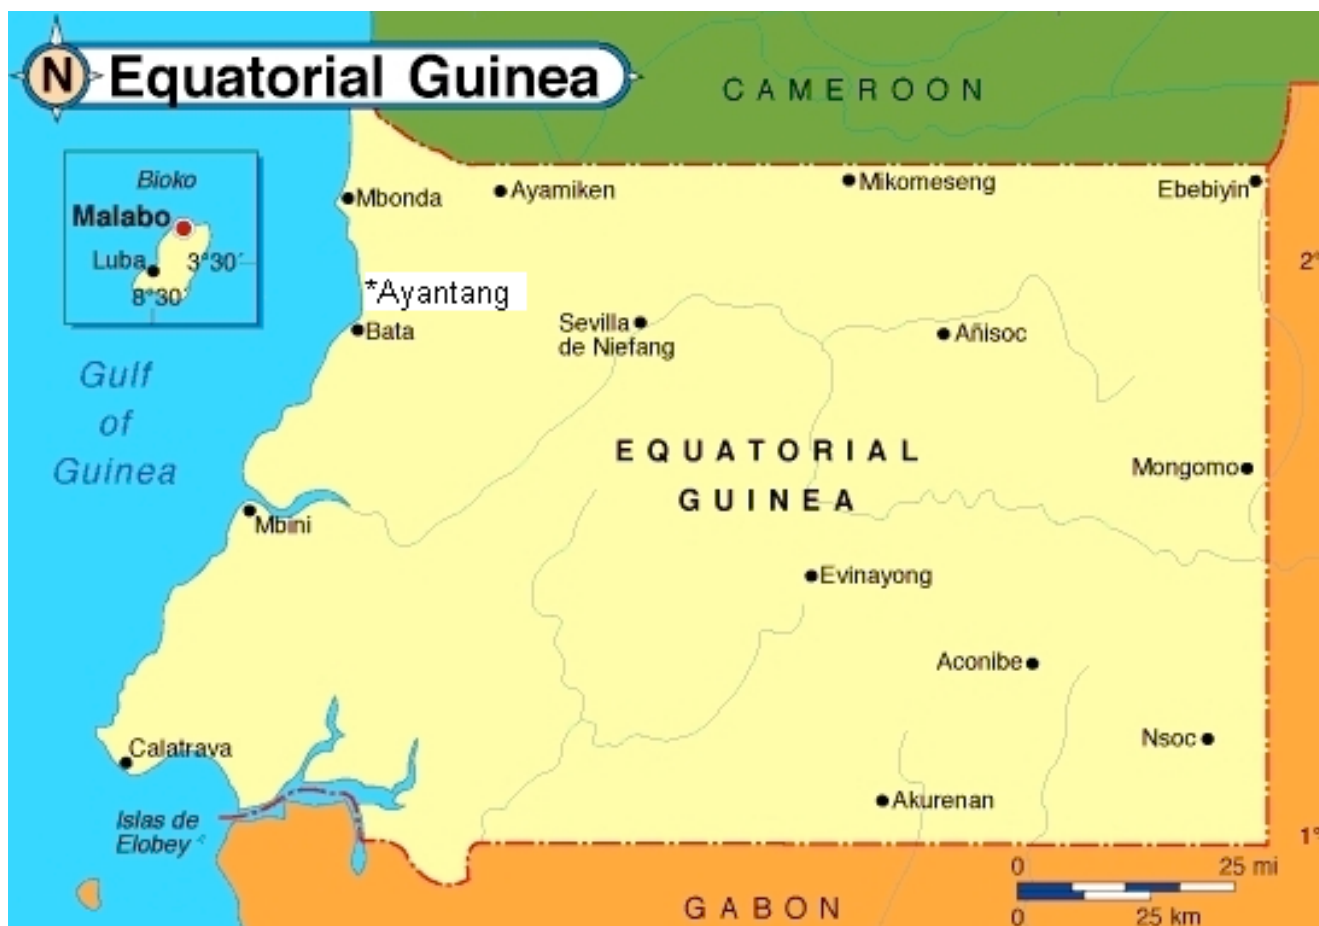 N Equatorial Guinea
CAMEROON
Bioko
Malabo
Luba
3°30´
8°30´
Mbonda
Ayamiken
Mikomeseng
Ebebiyin
2°
*Ayantang
Bata
Sevilla
de Niefang
Añisoc
Gulf
of
Guinea
EQUATORIAL
GUINEA
Mongomo
Mbini
Evinayong
Aconibe
Nsoc
Calatrava
Akurenan
Islas de
Elobey
1°
0 25 mi
0 25 km
GABON